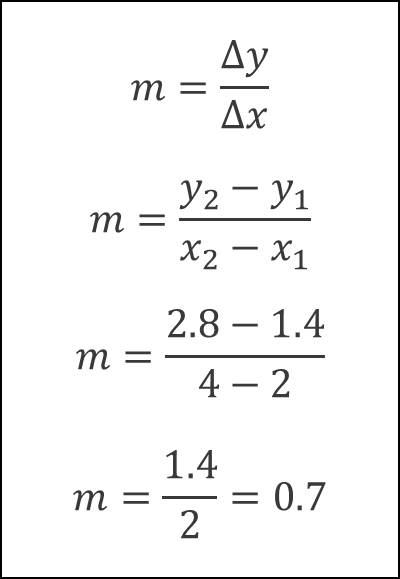 m = Δy/Δx
m = (y₂ − y₁)/(x₂ − x₁)
m = (2.8 − 1.4)/(4 − 2)
m = 1.4/2 = 0.7